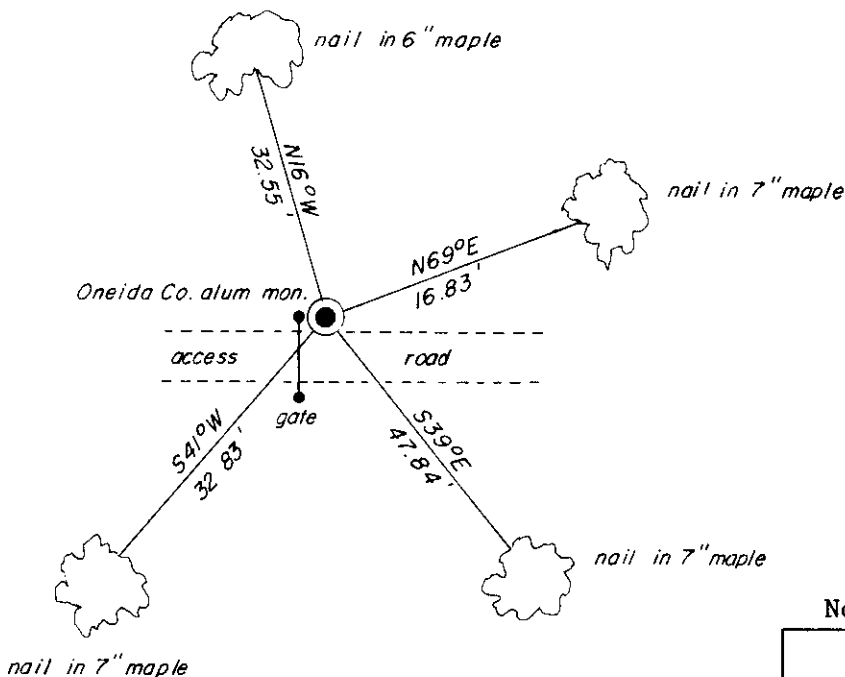 nail in 6" maple
N16°W
32.55'
nail in 7" maple
N69°E
16.83'
Oneida Co. alum mon.
access road
gate
S41°W
32 83'
S39°E
47.84'
nail in 7" maple
nail in 7" maple